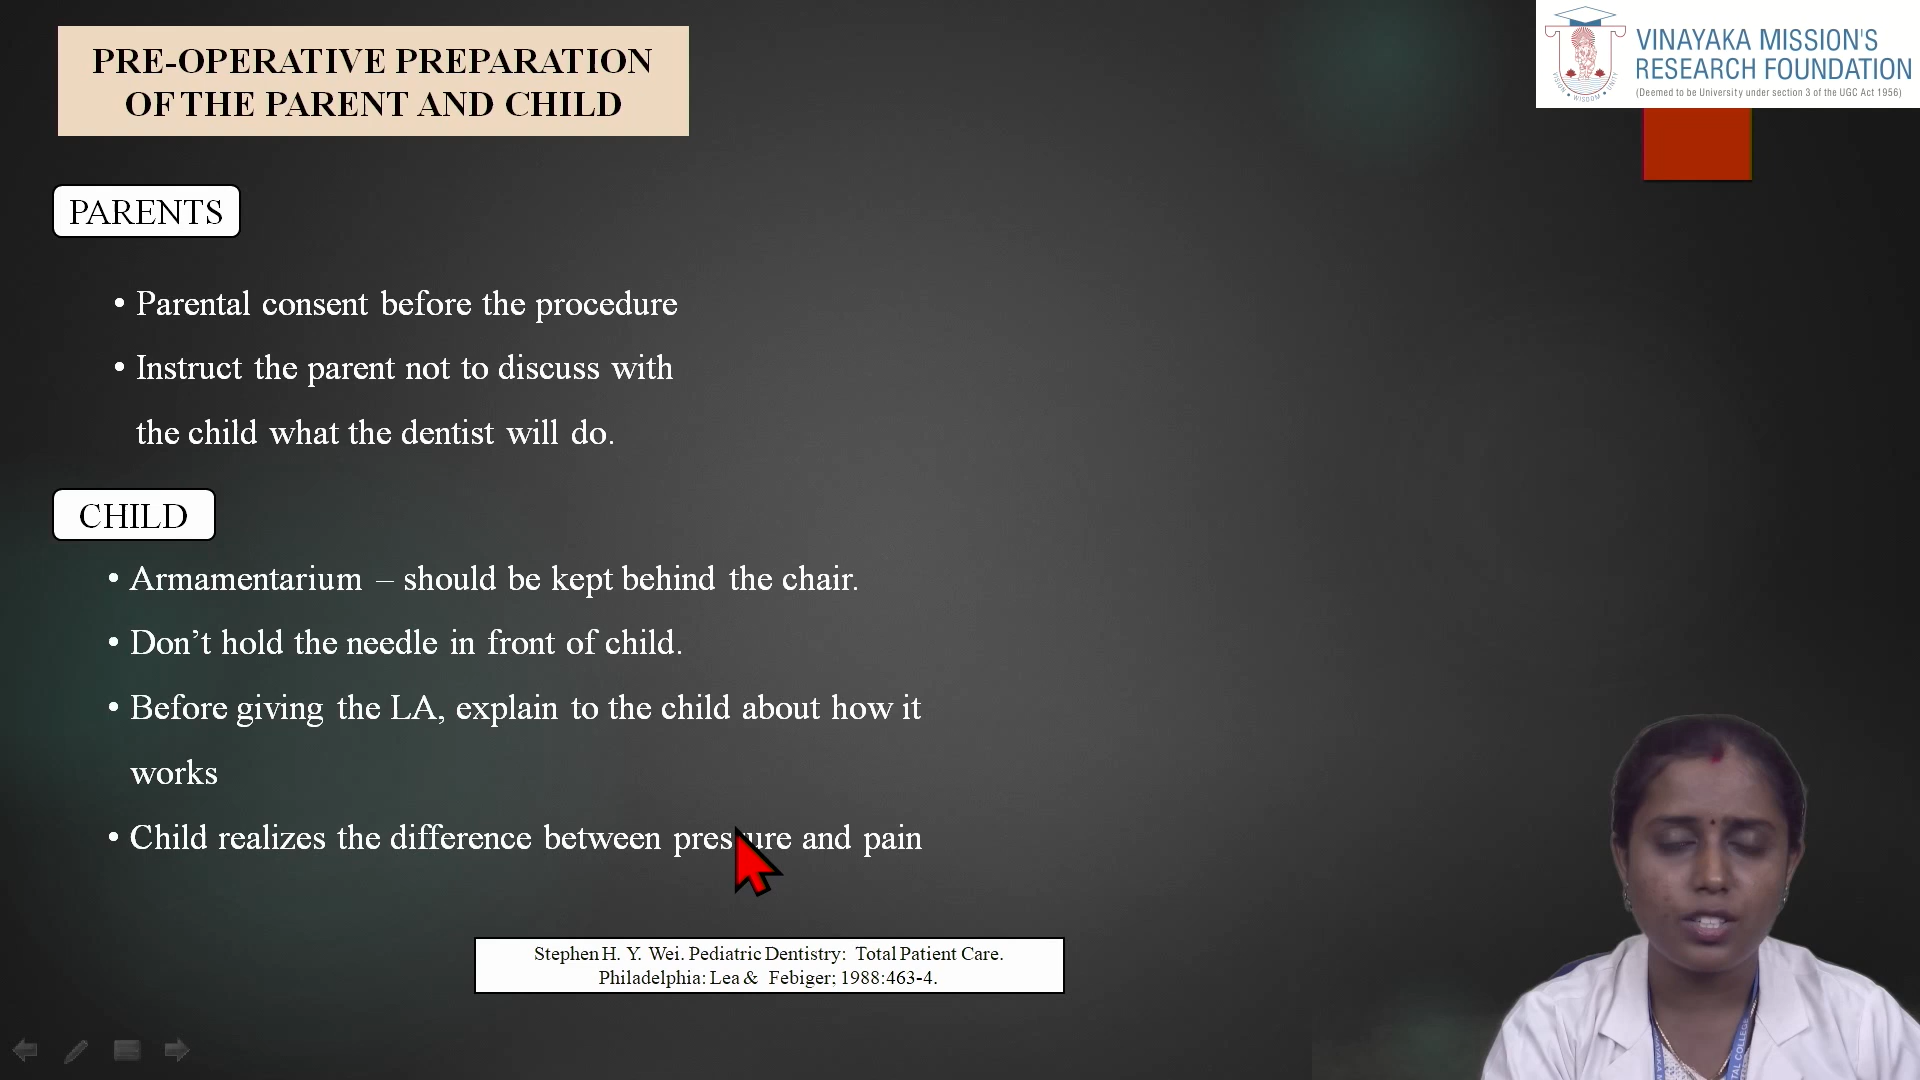 PRE-OPERATIVE PREPARATION
OF THE PARENT AND CHILD
VINAYAKA MISSION'S
RESEARCH FOUNDATION
(Deemed to be University under section 3 of the UGC Act 1956)
PARENTS
• Parental consent before the procedure
• Instruct the parent not to discuss with
the child what the dentist will do.
CHILD
• Armamentarium – should be kept behind the chair.
• Don’t hold the needle in front of child.
• Before giving the LA, explain to the child about how it
works
• Child realizes the difference between pressure and pain
Stephen H. Y. Wei. Pediatric Dentistry: Total Patient Care.
Philadelphia: Lea & Febiger; 1988:463-4.